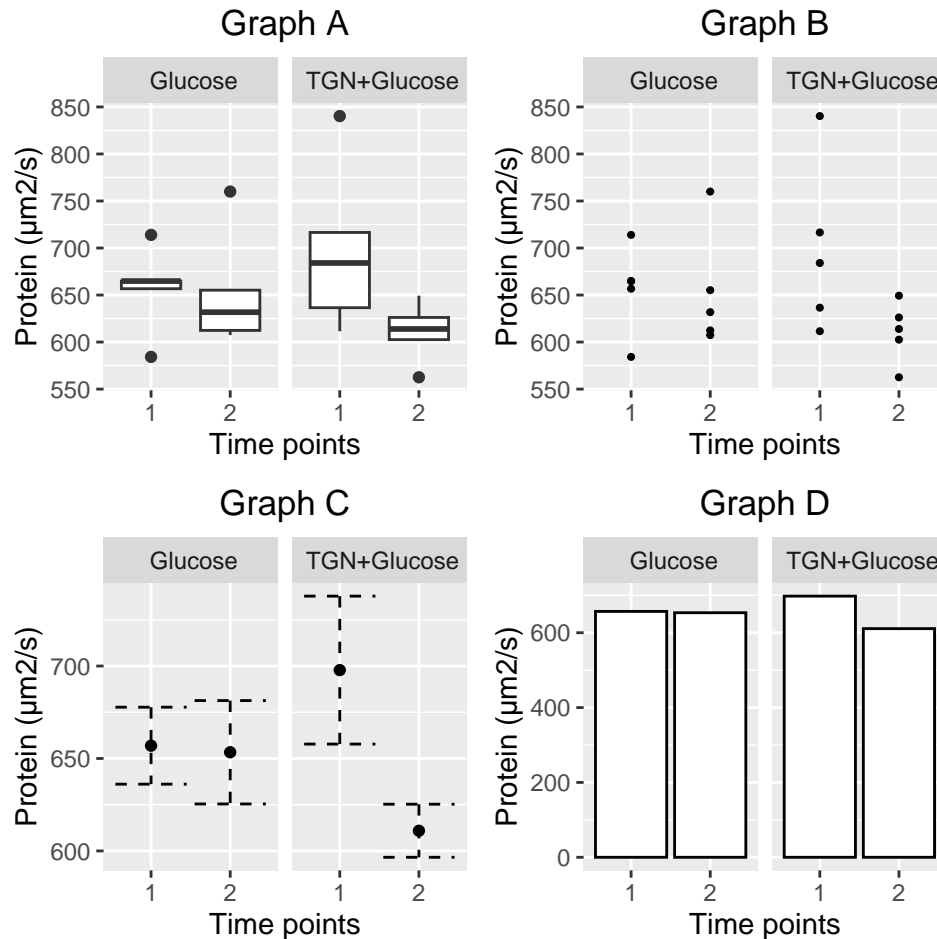 Graph A
Glucose TGN+Glucose
Protein (µm2/s)
850
800
750
700
650
600
550
1 2 1 2
Time points
Graph B
Glucose TGN+Glucose
Protein (µm2/s)
850
800
750
700
650
600
550
1 2 1 2
Time points
Graph C
Glucose TGN+Glucose
Protein (µm2/s)
700
650
600
1 2 1 2
Time points
Graph D
Glucose TGN+Glucose
Protein (µm2/s)
600
400
200
0
1 2 1 2
Time points